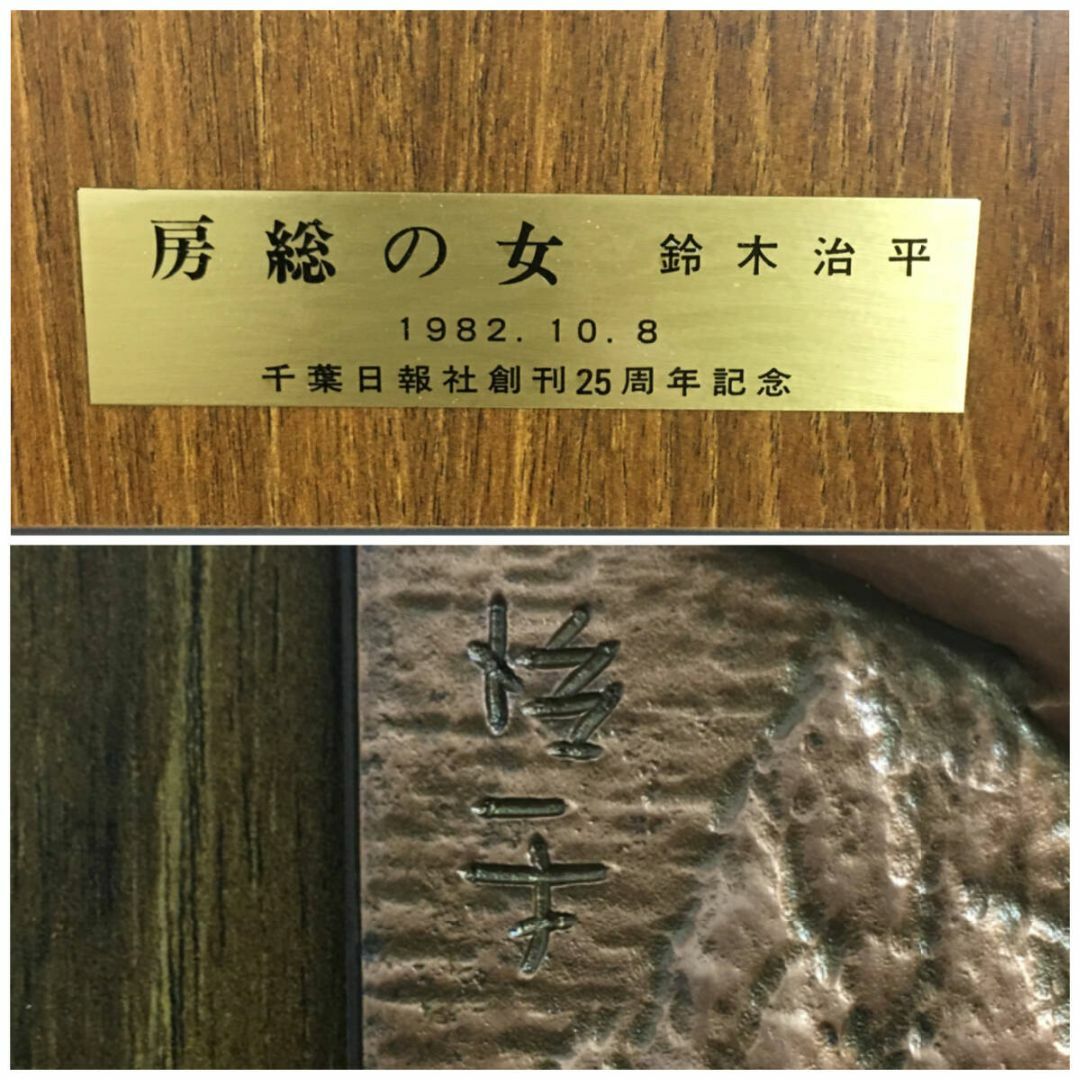 房総の女 鈴木治平
1982.10.8
千葉日報社創刊25周年記念